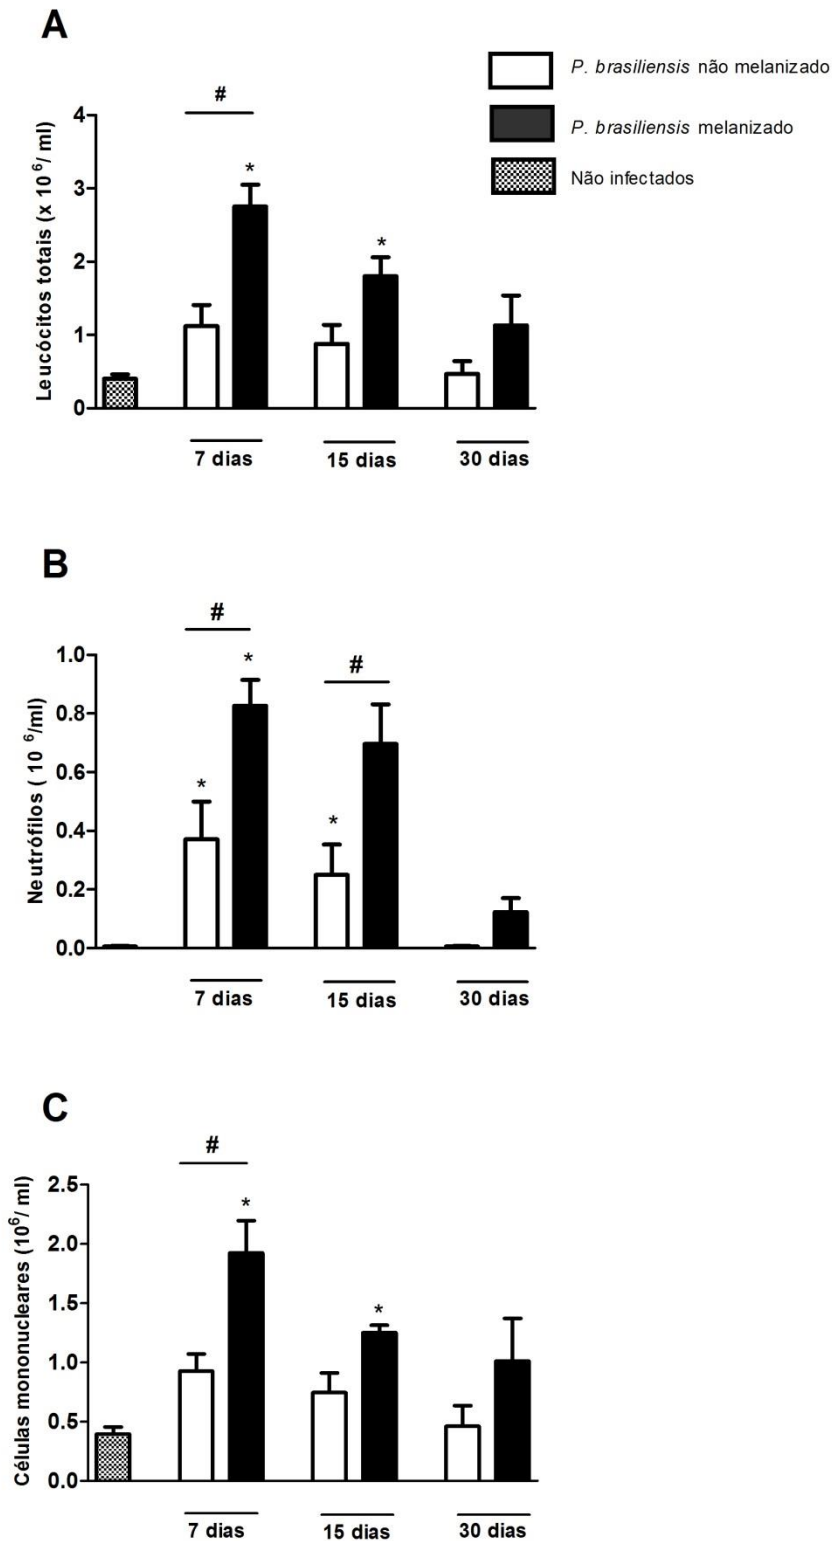 A
P. brasiliensis não melanizado
P. brasiliensis melanizado
Não infectados
Leucócitos totais (x 10 6/ ml)
4
3
2
1
0
#
*
*
7 dias
15 dias
30 dias
B
Neutrófilos ( 10 6/ml)
1.0
0.8
0.6
0.4
0.2
0.0
#
*
*
#
*
7 dias
15 dias
30 dias
C
Células mononucleares (106/ ml)
2.5
2.0
1.5
1.0
0.5
0.0
#
*
*
7 dias
15 dias
30 dias